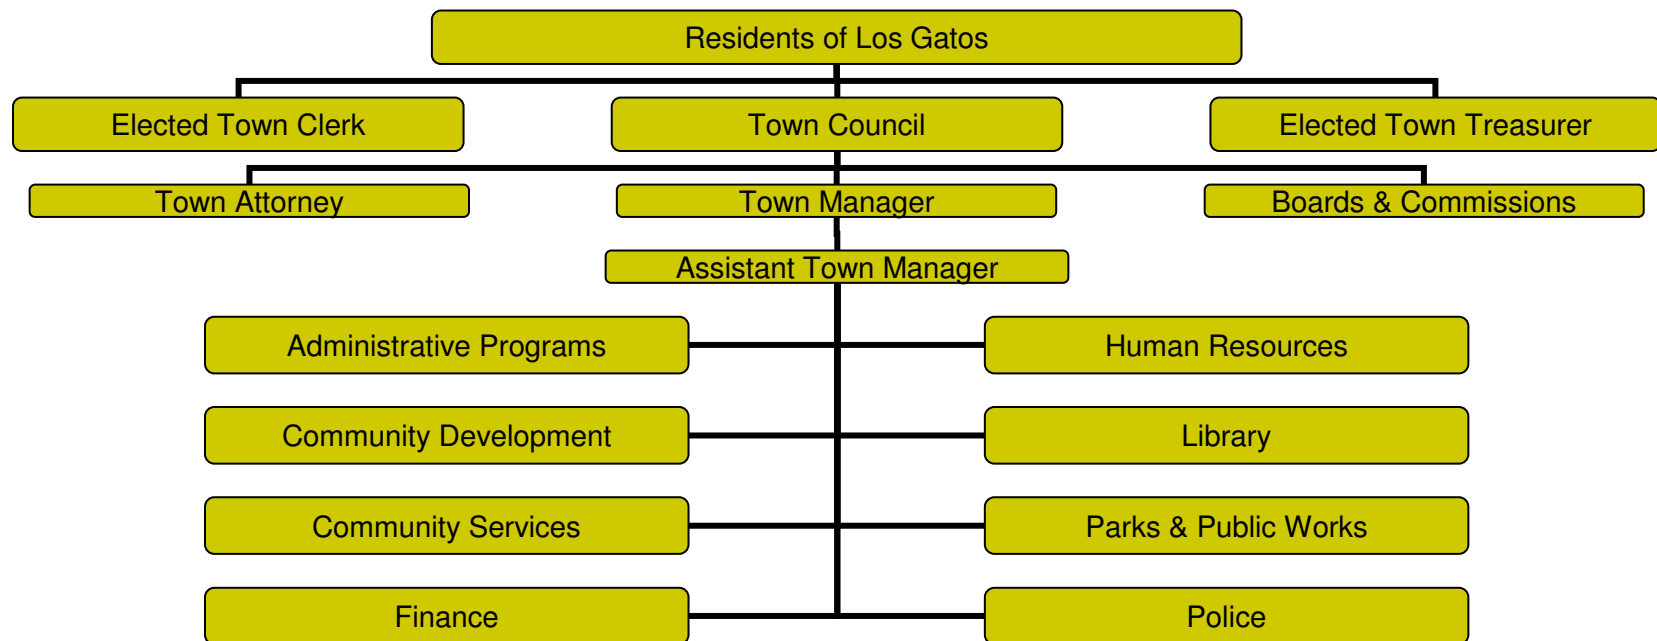 Residents of Los Gatos
Elected Town Clerk
Town Council
Elected Town Treasurer
Town Attorney
Town Manager
Boards & Commissions
Assistant Town Manager
Administrative Programs
Human Resources
Community Development
Library
Community Services
Parks & Public Works
Finance
Police